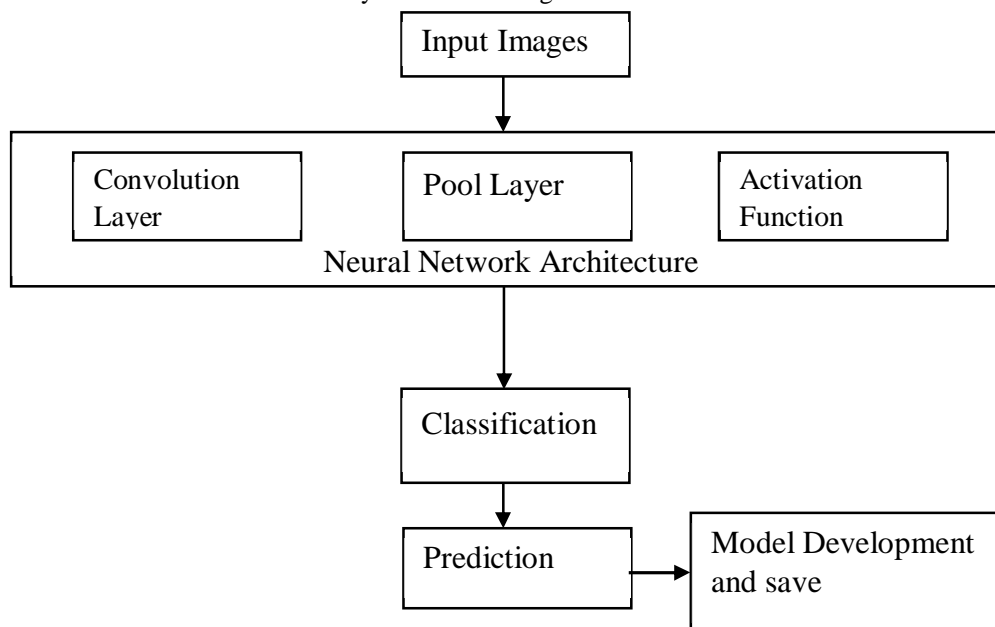 Input Images
Convolution
Layer
Pool Layer
Activation
Function
Neural Network Architecture
Classification
Prediction
Model Development
and save